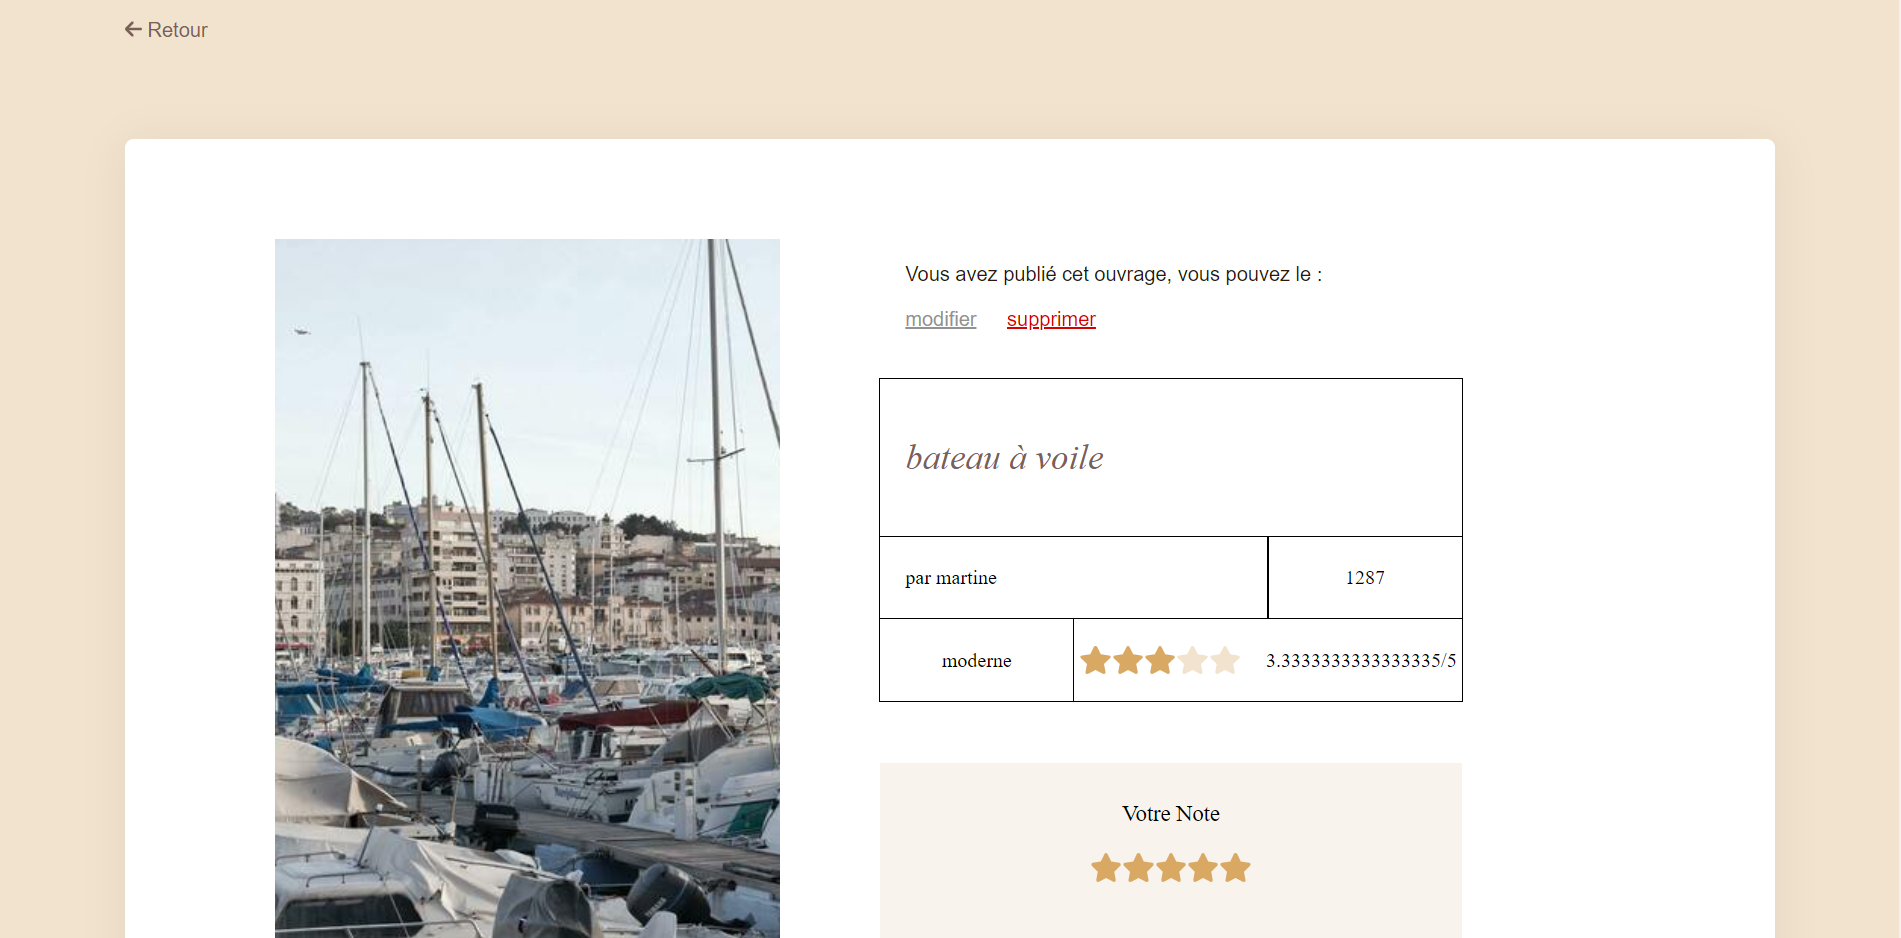 Retour
Vous avez publié cet ouvrage, vous pouvez le :
modifier supprimer
bateau à voile
par martine 1287
moderne 3.3333333333333335/5
Votre Note
YAMAHA